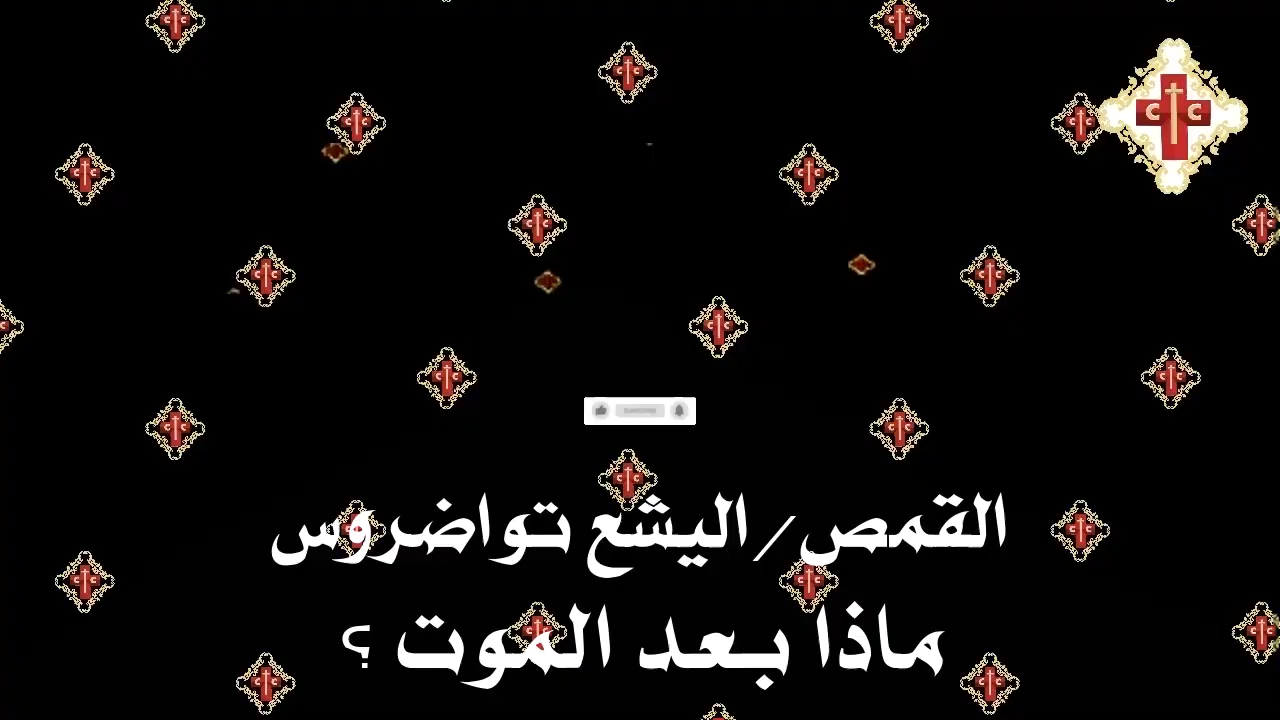 القمص/اليشع تواضروس
ماذا بعد الموت ؟